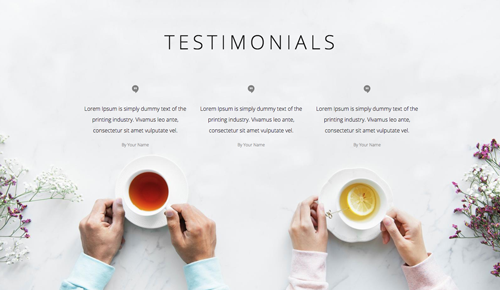 TESTIMONIALS
Lorem Ipsum is simply dummy text of the
printing industry. Vivamus leo ante,
consectetur sit amet vulputate vel.
By Your Name
Lorem Ipsum is simply dummy text of the
printing industry. Vivamus leo ante,
consectetur sit amet vulputate vel.
By Your Name
Lorem Ipsum is simply dummy text of the
printing industry. Vivamus leo ante,
consectetur sit amet vulputate vel.
By Your Name